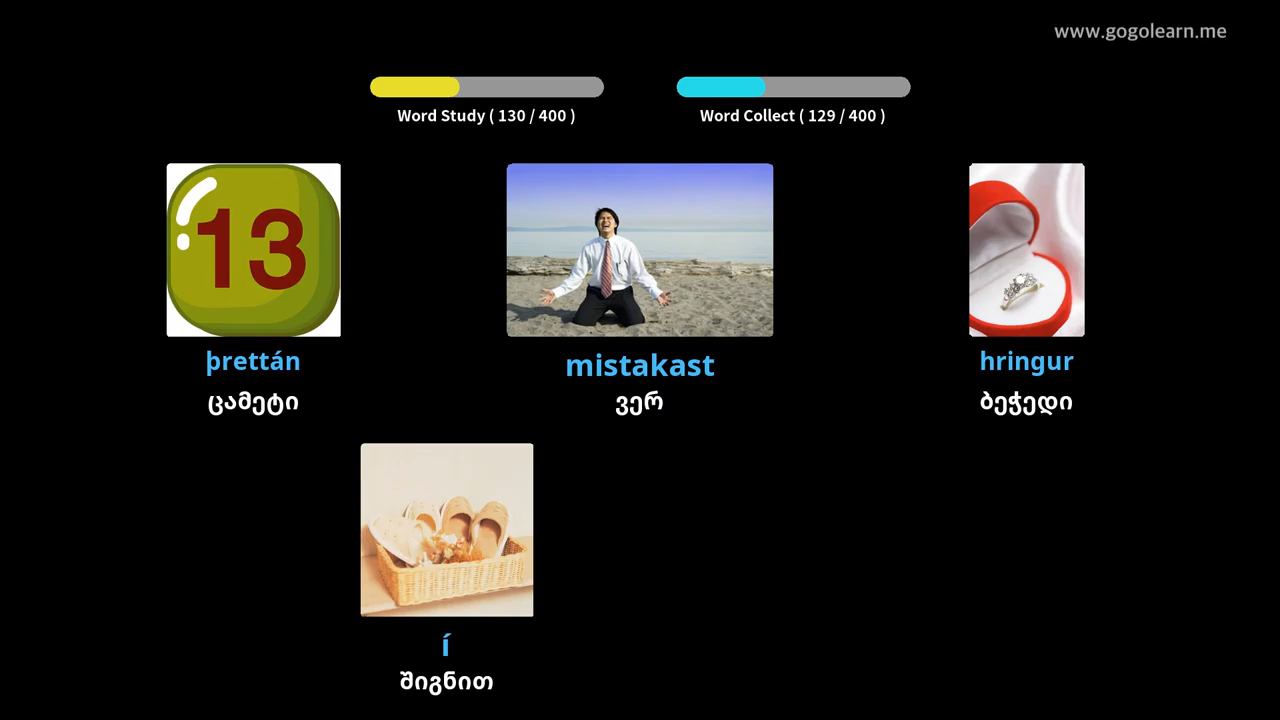 www.gogolearn.me
Word Study ( 130 / 400 )
Word Collect ( 129 / 400 )
13
þrettán
ცამეტი
mistakast
ვერ
hringur
ბეჭედი
í
შიგნით